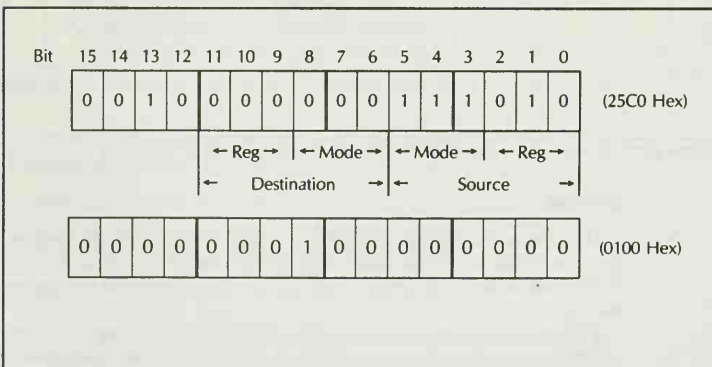 Bit 15 14 13 12 11 10 9 8 7 6 5 4 3 2 1 0
0 0 1 0 0 0 0 0 0 0 1 1 1 0 1 0 (25C0 Hex)
← Reg → ← Mode → ← Mode → ← Reg →
← Destination → ← Source →
0 0 0 0 0 0 0 1 0 0 0 0 0 0 0 0 (0100 Hex)